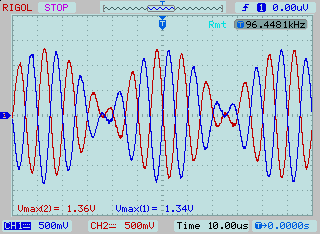 RIGOL STOP T f 1 0.00uV
Rmt T 96.4481kHz
1
Vmax(2)= 1.36V Vmax(1)= 1.34V
CH1 500mV CH2 500mV Time 10.00us T→0.0000s